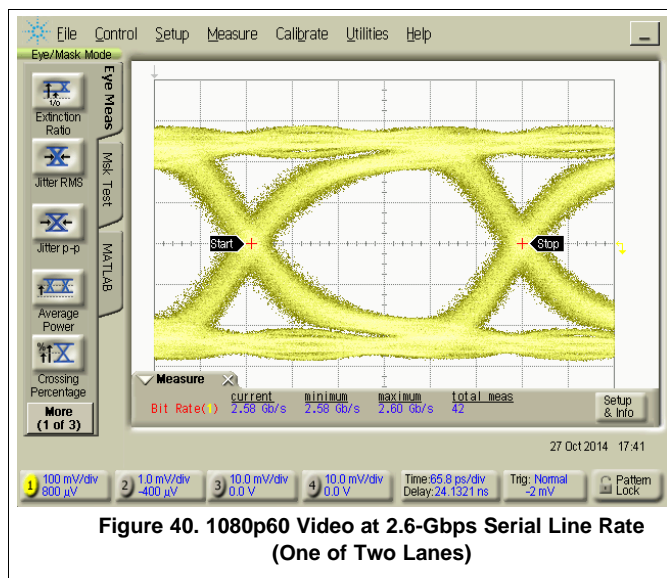 File Control Setup Measure Calibrate Utilities Help
Eye/Mask Mode
Eye Meas
Msk Test
MATLAB
1/0
Extinction
Ratio
Jitter RMS
Jitter p-p
Average
Power
%
Crossing
Percentage
More
(1 of 3)
Start
Stop
Measure
current minimum maximum total meas
Bit Rate(1) 2.58 Gb/s 2.58 Gb/s 2.60 Gb/s 42
Setup
& Info
27 Oct 2014 17:41
1 100 mV/div
800 µV
2 1.0 mV/div
-400 µV
3 10.0 mV/div
0.0 V
4 10.0 mV/div
0.0 V
Time:65.8 ps/div
Delay:24.1321 ns
Trig: Normal
-2 mV
Pattern
Lock
Figure 40. 1080p60 Video at 2.6-Gbps Serial Line Rate
(One of Two Lanes)